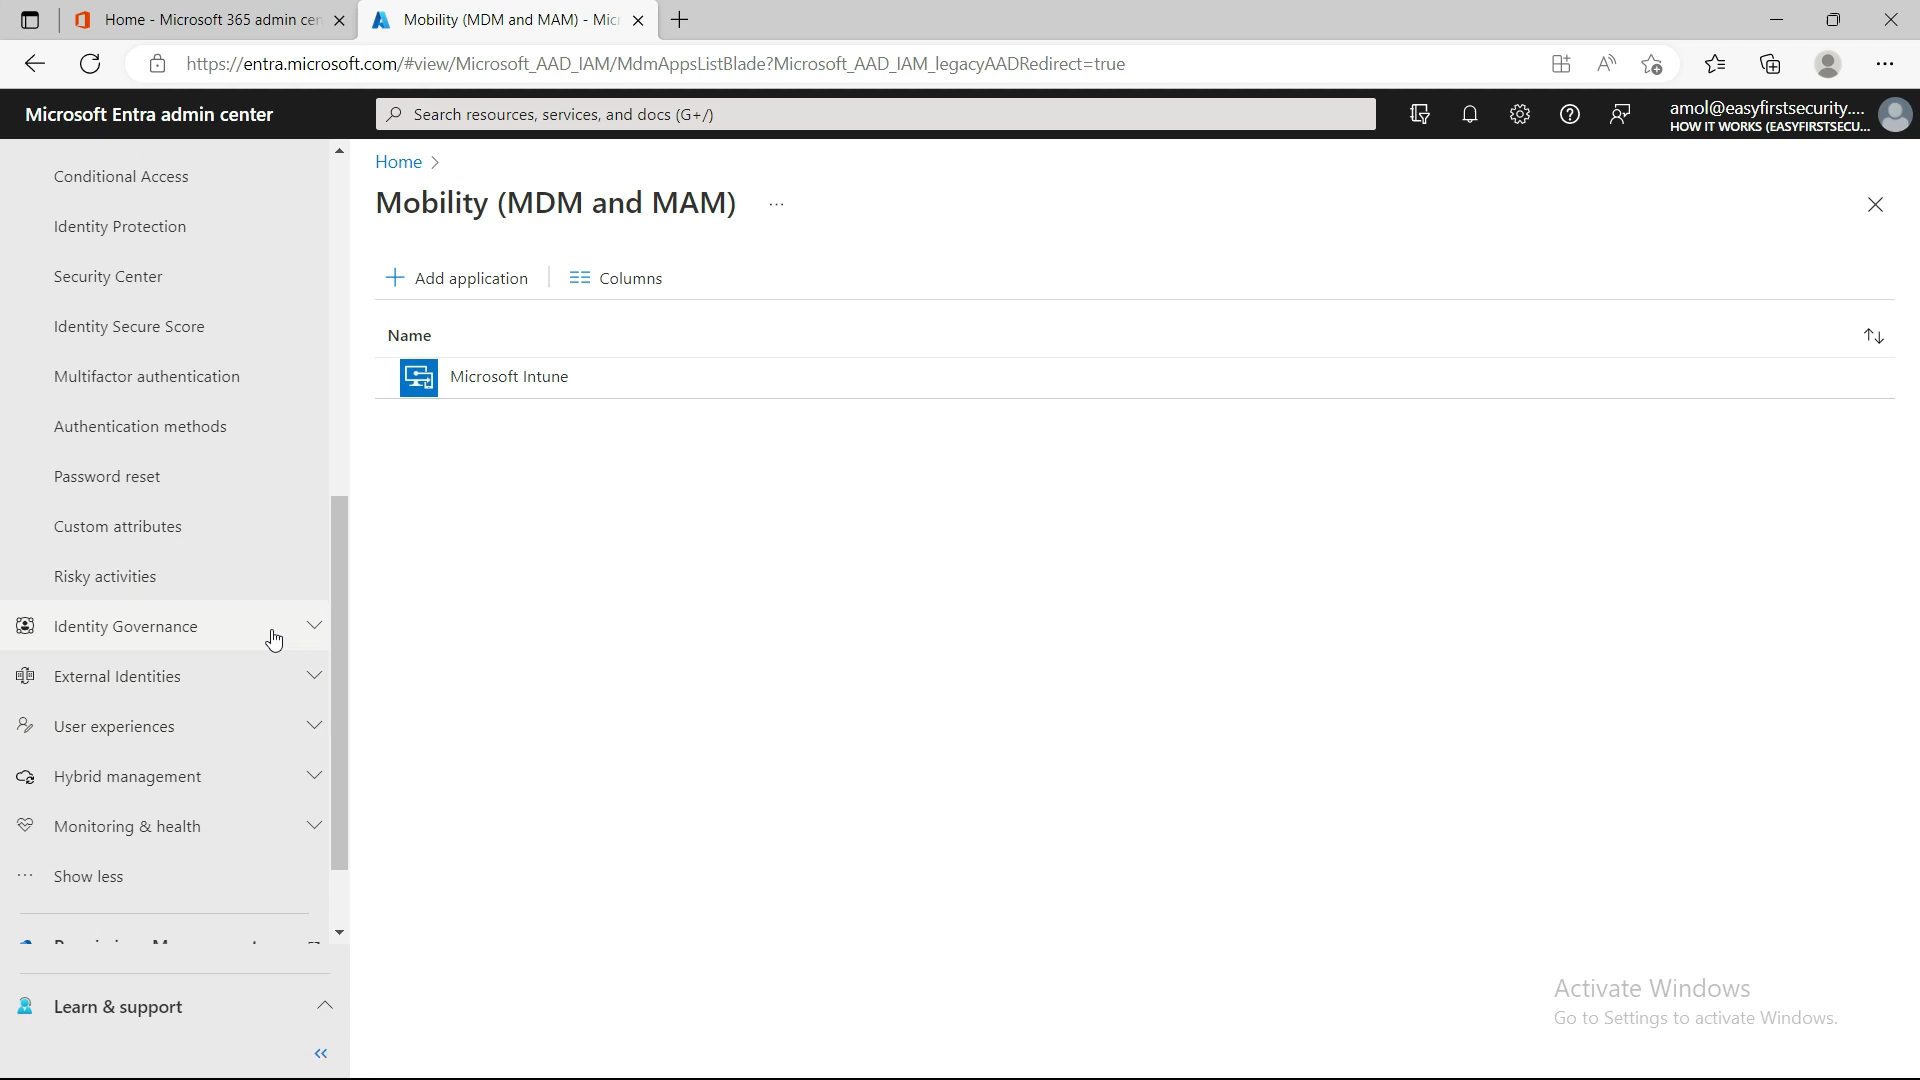 Home - Microsoft 365 admin cen
Mobility (MDM and MAM) - Mic
https://entra.microsoft.com/#view/Microsoft_AAD_IAM/MdmAppsListBlade?Microsoft_AAD_IAM_legacyAADRedirect=true
Microsoft Entra admin center
Search resources, services, and docs (G+/)
amol@easyfirstsecurity....
HOW IT WORKS (EASYFIRSTSECU...
Conditional Access
Identity Protection
Security Center
Identity Secure Score
Multifactor authentication
Authentication methods
Password reset
Custom attributes
Risky activities
Identity Governance
External Identities
User experiences
Hybrid management
Monitoring & health
Show less
Learn & support
Home >
Mobility (MDM and MAM) ...
Add application
Columns
Name
Microsoft Intune
Activate Windows
Go to Settings to activate Windows.